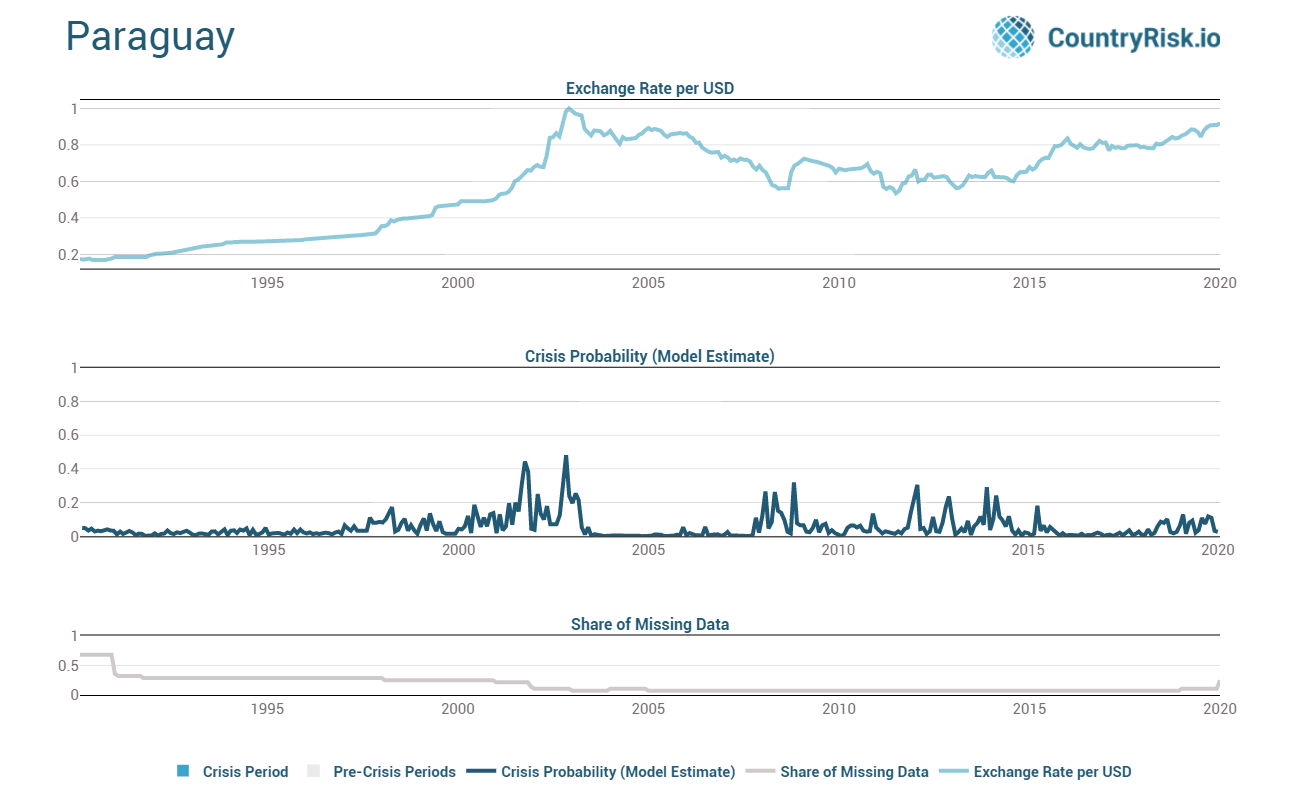 Paraguay
CountryRisk.io
Exchange Rate per USD
1
0.8
0.6
0.4
0.2
1995 2000 2005 2010 2015 2020
Crisis Probability (Model Estimate)
1
0.8
0.6
0.4
0.2
0
1995 2000 2005 2010 2015 2020
Share of Missing Data
1
0.5
0
1995 2000 2005 2010 2015 2020
Crisis Period Pre-Crisis Periods Crisis Probability (Model Estimate) Share of Missing Data Exchange Rate per USD